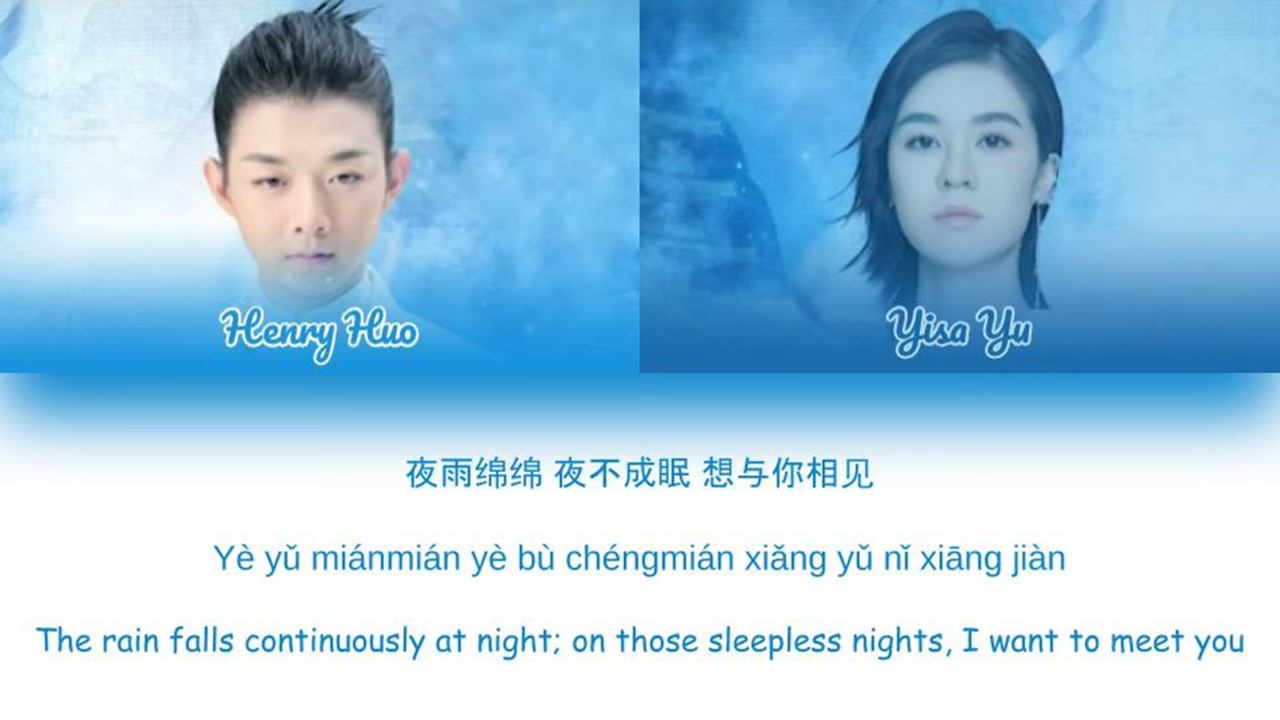 Henry Huo
Yisa Yu
夜雨绵绵 夜不成眠 想与你相见
Yè yǔ miánmián yè bù chéngmián xiǎng yǔ nǐ xiāng jiàn
The rain falls continuously at night; on those sleepless nights, I want to meet you